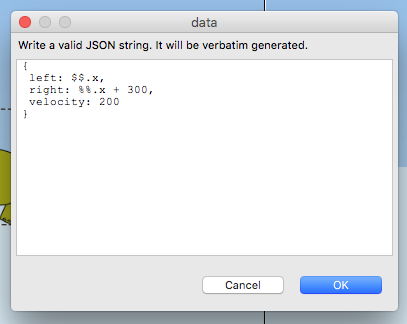 data
Write a valid JSON string. It will be verbatim generated.
{
left: $$.x,
right: %%.x + 300,
velocity: 200
}
Cancel
OK